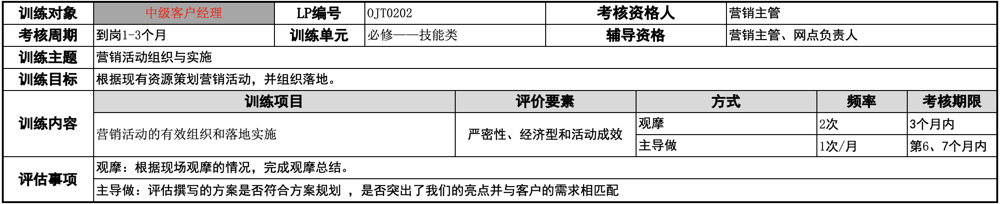 训练对象 中级客户经理 LP编号 OJT0202 考核资格人 营销主管
考核周期 到岗1-3个月 训练单元 必修——技能类 辅导资格 营销主管、网点负责人
训练主题 营销活动组织与实施
训练目标 根据现有资源策划营销活动，并组织落地。
训练内容 训练项目 评价要素 方式 频率 考核期限
营销活动的有效组织和落地实施 严密性、经济型和活动成效 观摩 2次 3个月内
主导做 1次/月 第6、7个月内
评估事项 观摩：根据现场观摩的情况，完成观摩总结。
主导做：评估撰写的方案是否符合方案规划 ，是否突出了我们的亮点并与客户的需求相匹配